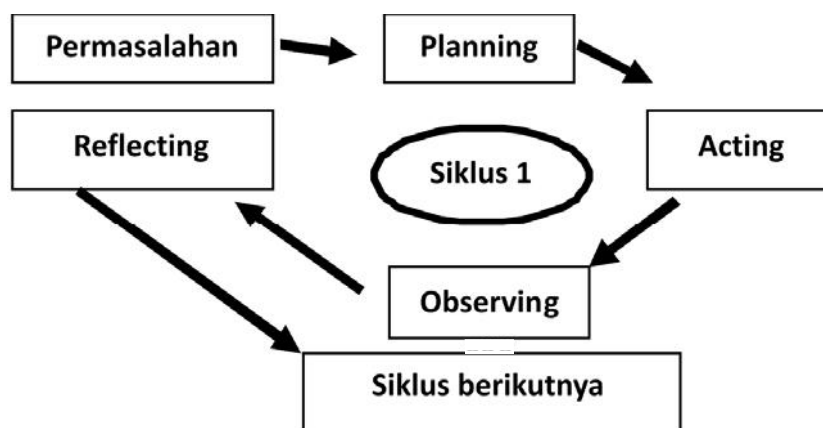 Permasalahan
Planning
Reflecting
Siklus 1
Acting
Observing
Siklus berikutnya